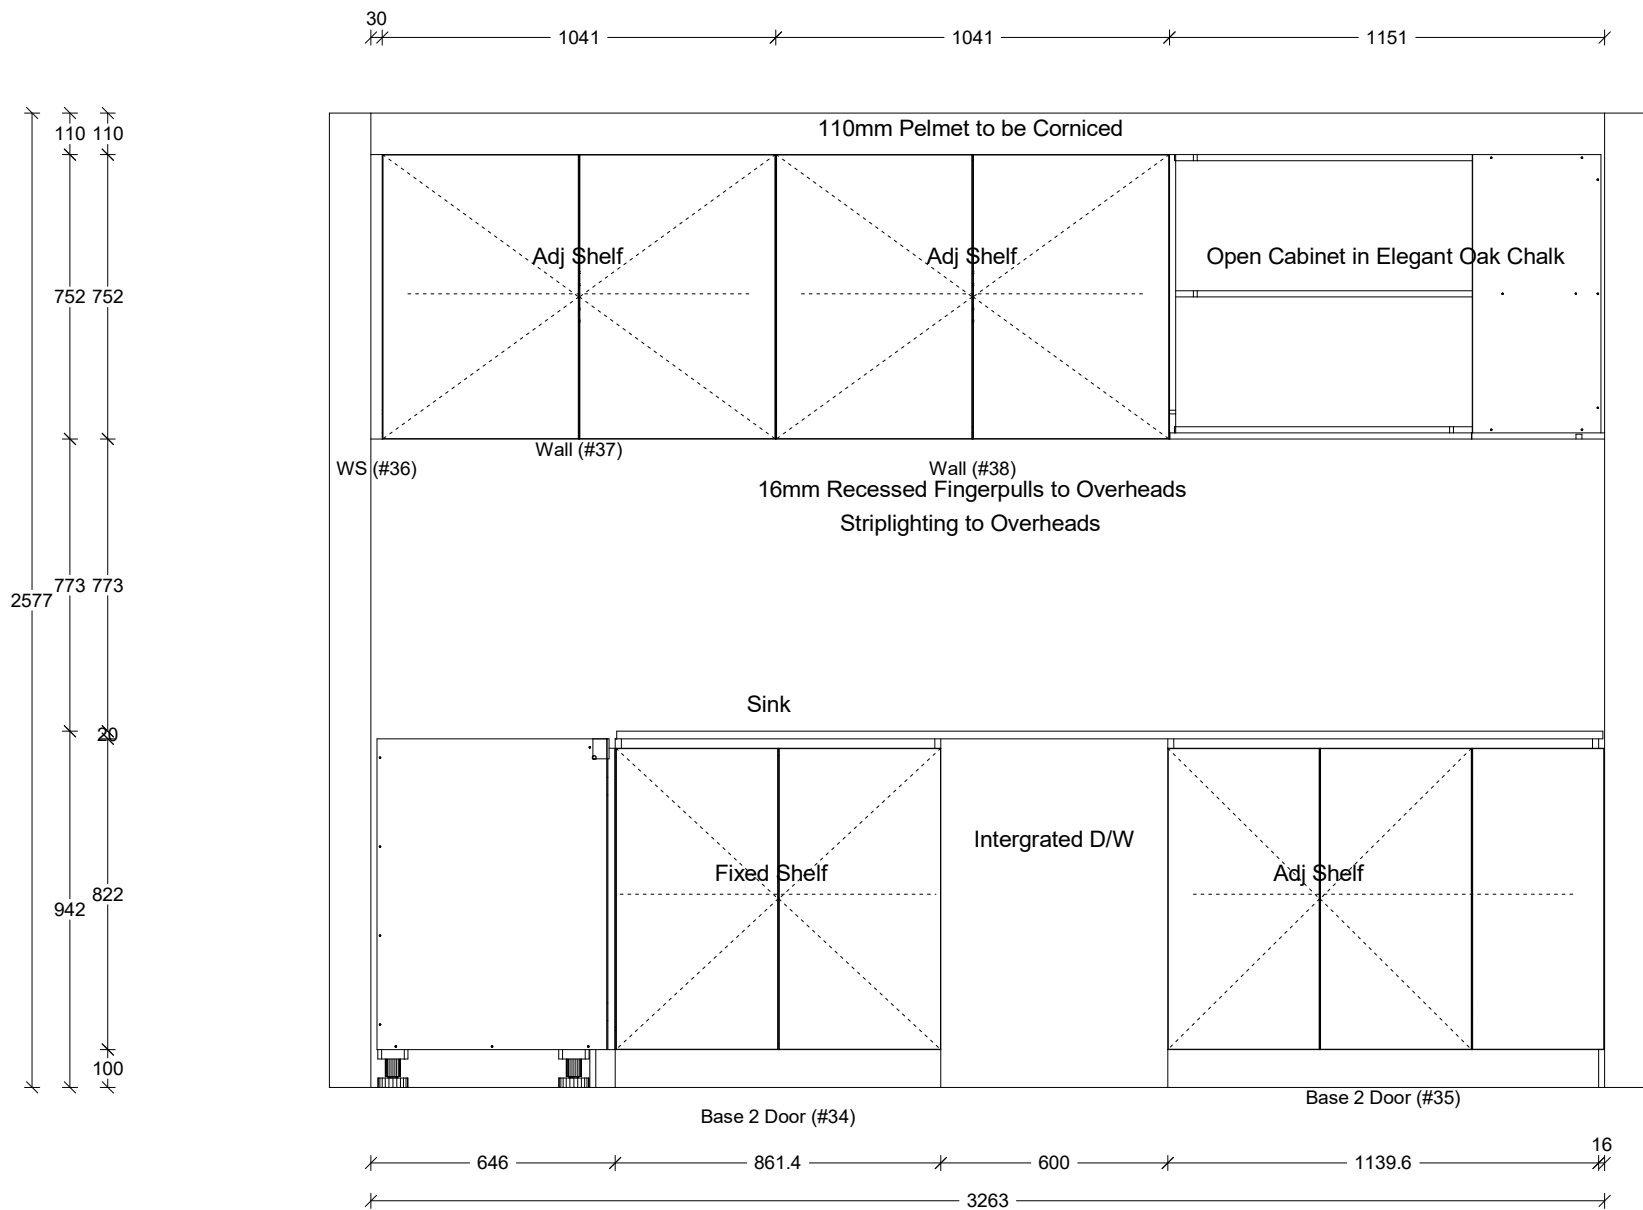 30
1041
1041
1151
110
110
110mm Pelmet to be Corniced
Adj Shelf
Adj Shelf
Open Cabinet in Elegant Oak Chalk
752
752
Wall (#37)
WS (#36)
Wall (#38)
16mm Recessed Fingerpulls to Overheads
Striplighting to Overheads
773
773
2577
Sink
20
Intergrated D/W
Fixed Shelf
Adj Shelf
822
942
100
Base 2 Door (#35)
Base 2 Door (#34)
16
646
861.4
600
1139.6
3263